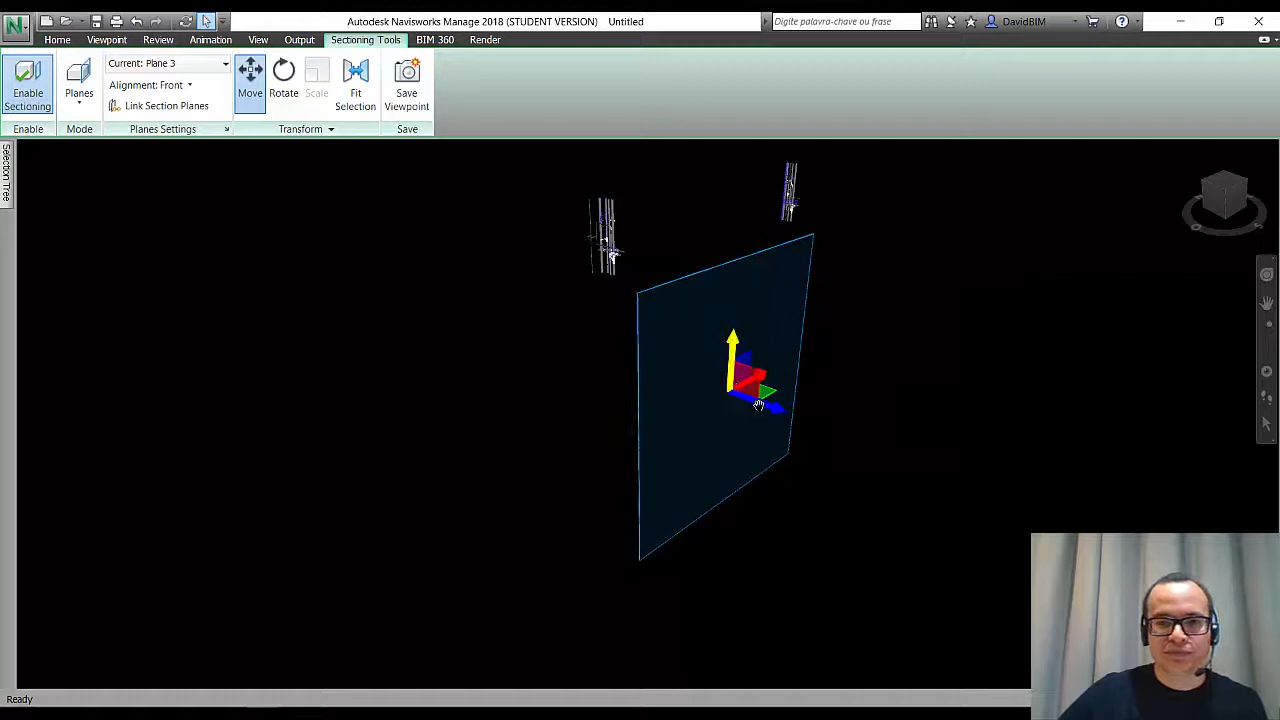 Autodesk Navisworks Manage 2018 (STUDENT VERSION) Untitled
Digite palavra-chave ou frase
DavidBIM
Home Viewpoint Review Animation View Output Sectioning Tools BIM 360 Render
Enable Sectioning
Planes
Current: Plane 3
Alignment: Front
Link Section Planes
Move
Rotate
Scale
Fit Selection
Save Viewpoint
Enable Mode Planes Settings Transform Save
Selection Tree
Ready